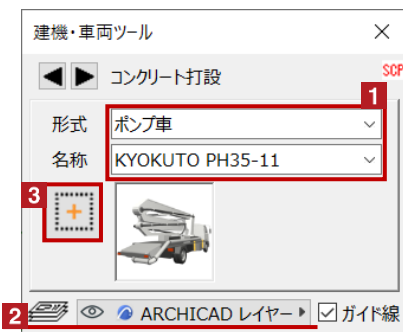 建機・車両ツール
コンクリート打設
SCP
1
形式 ポンプ車
名称 KYOKUTO PH35-11
3
2 ARCHICAD レイヤー ガイド線